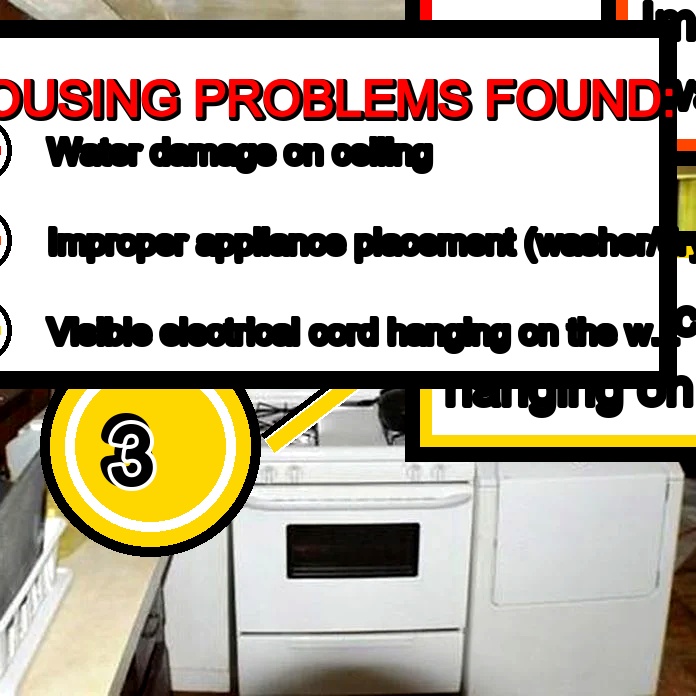 OUSING PROBLEMS FOUND:
Water damage on ceiling
Improper appliance placement (washer/
Visible electrical cord hanging on the w...
3
hanging on